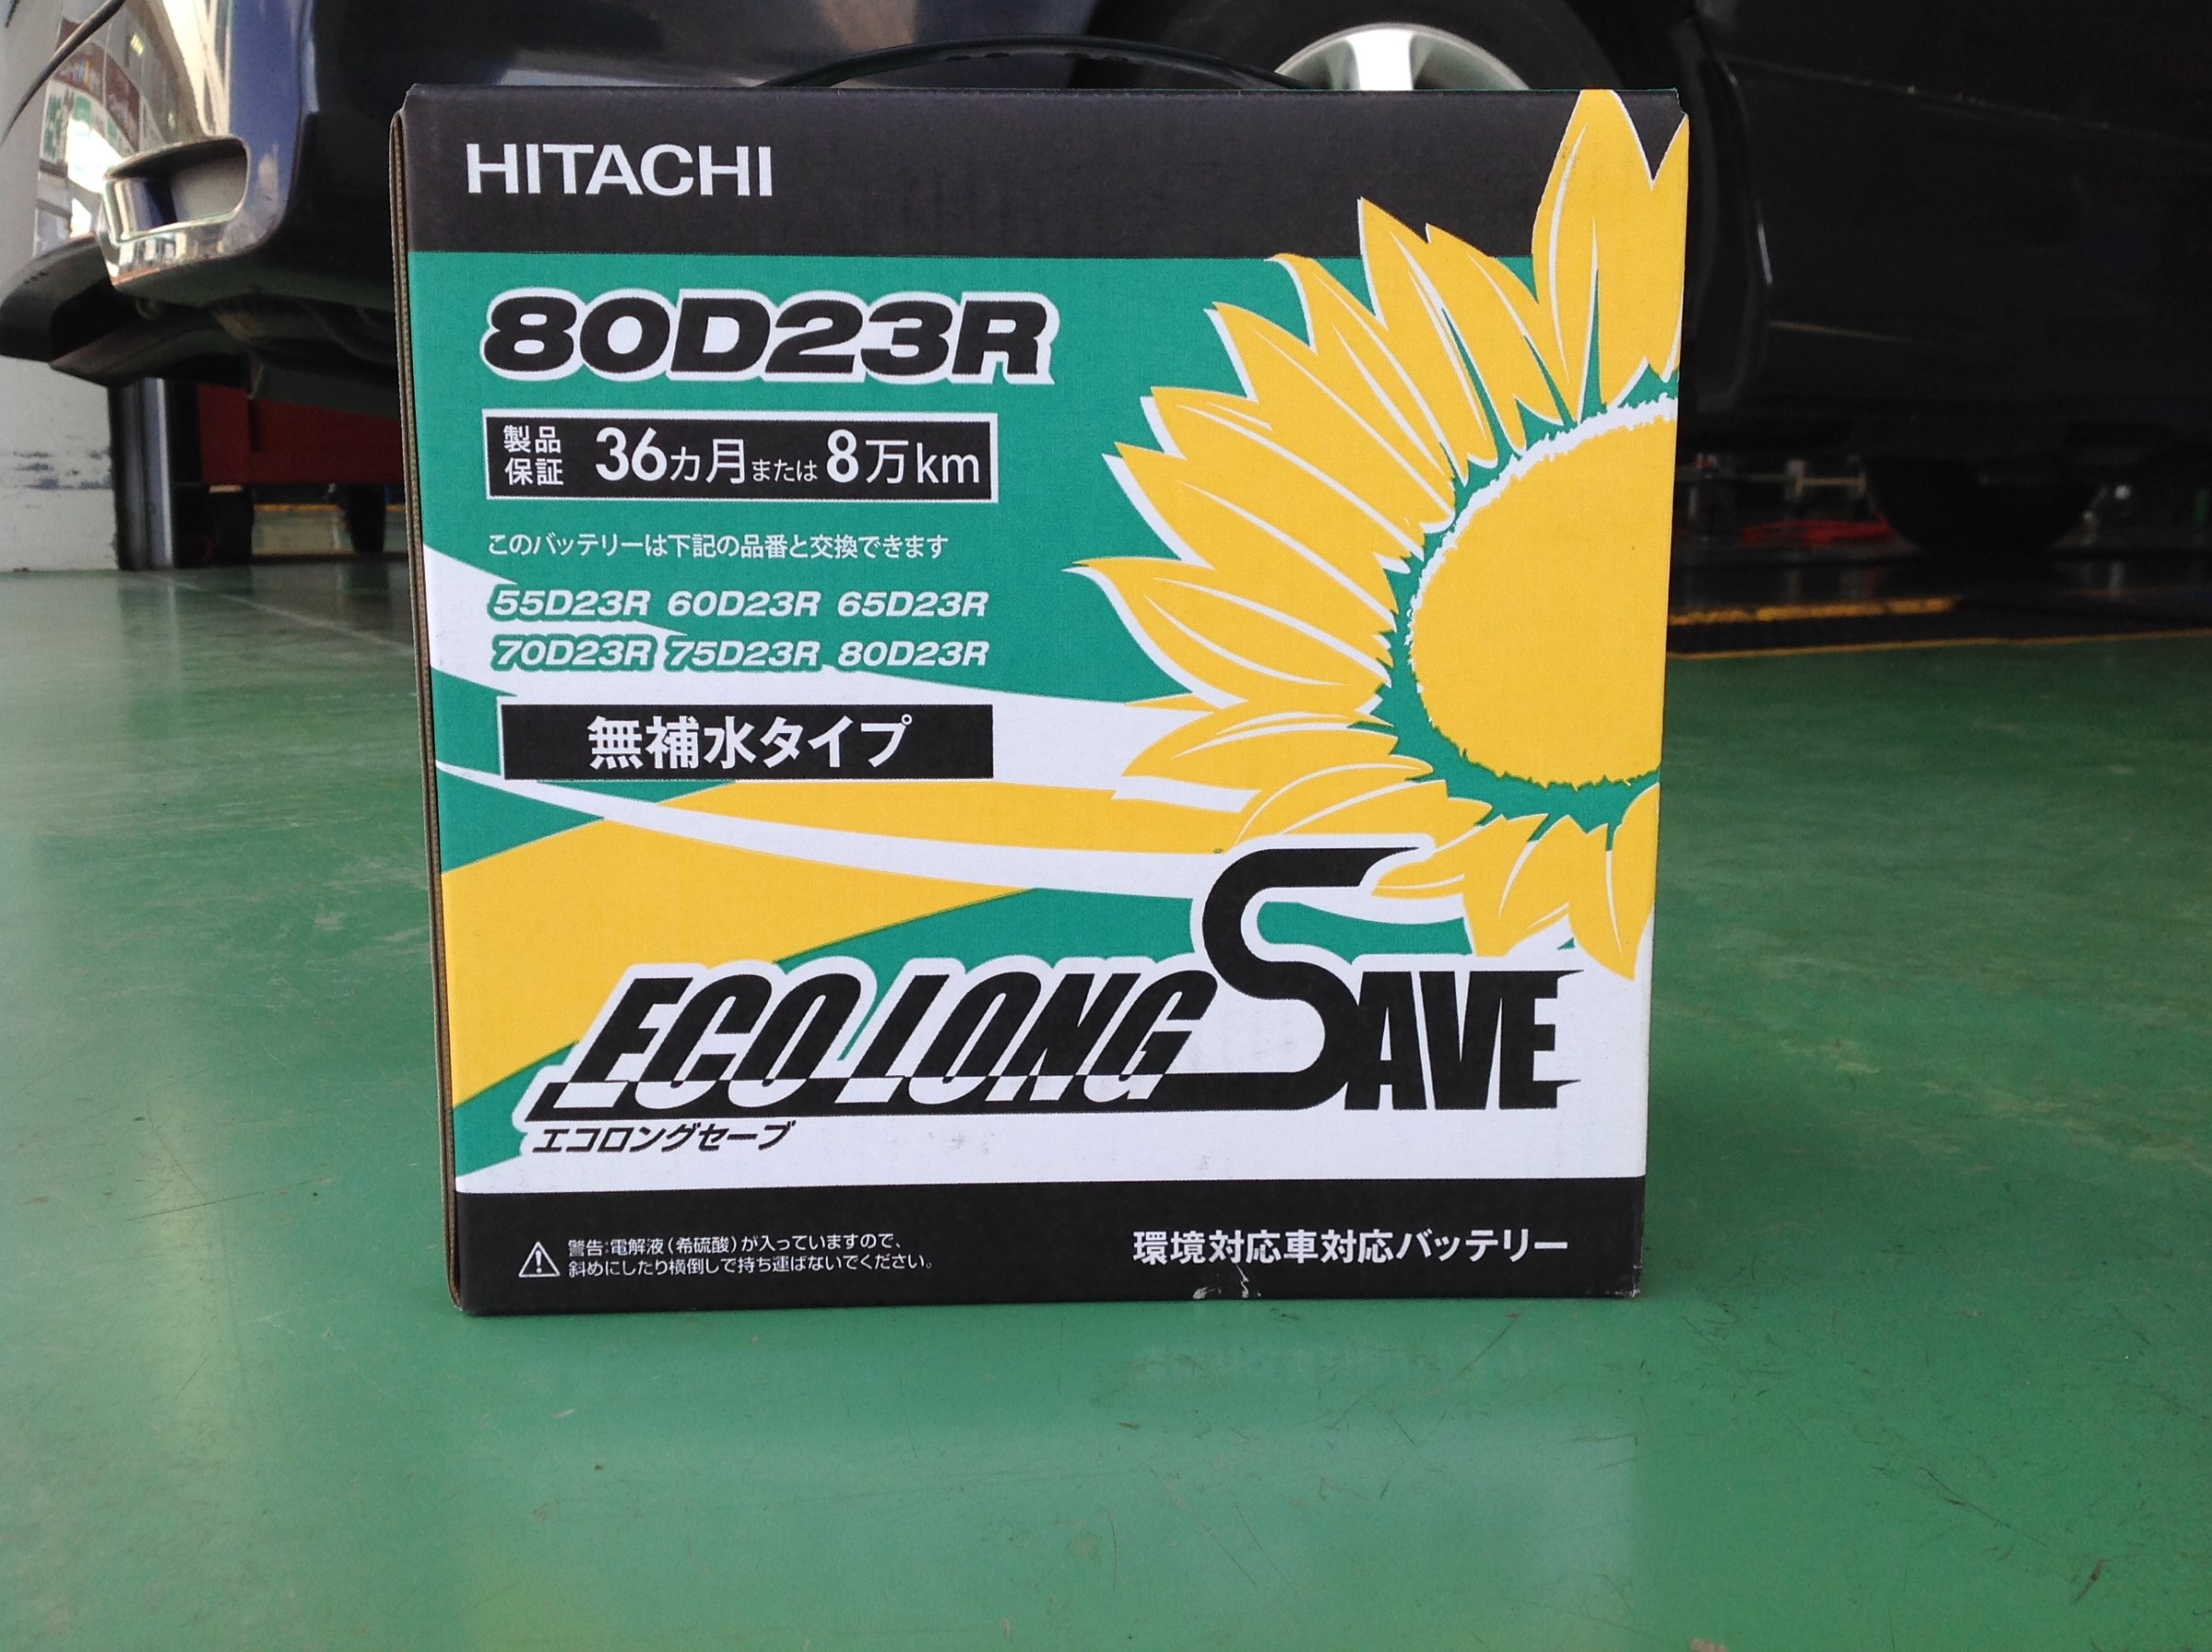 HITACHI
80D23R
製品保証 36カ月または8万km
このバッテリーは下記の品番と交換できます
55D23R 60D23R 65D23R
70D23R 75D23R 80D23R
無補水タイプ
ECO LONG SAVE
エコロングセーブ
警告:電解液(希硫酸)が入っていますので、
斜めにしたり横倒しで持ち運ばないでください。
環境対応車対応バッテリー